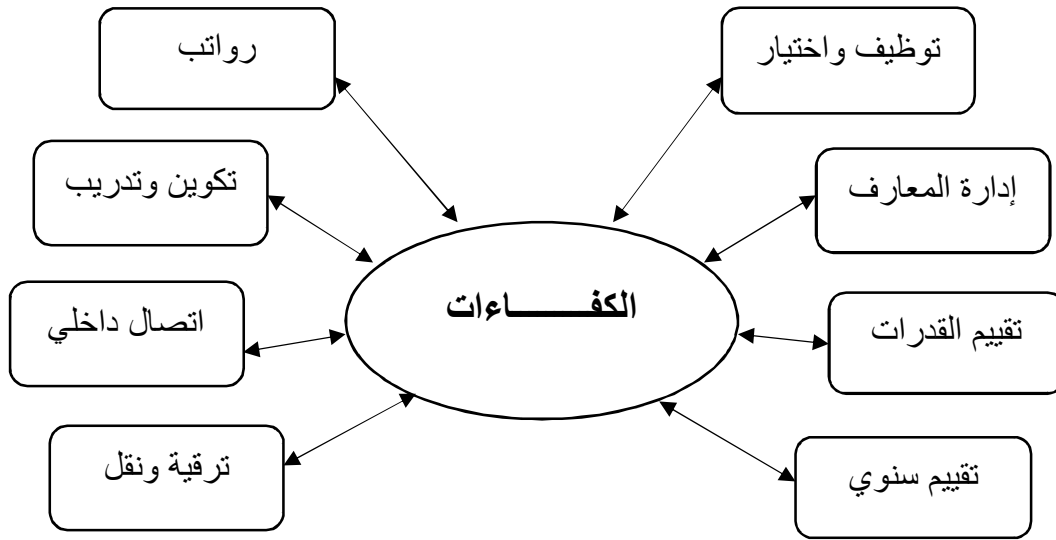 توظيف واختيار
رواتب
إدارة المعارف
تكوين وتدريب
الكفـــــــاءات
اتصال داخلي
تقييم القدرات
ترقية ونقل
تقييم سنوي